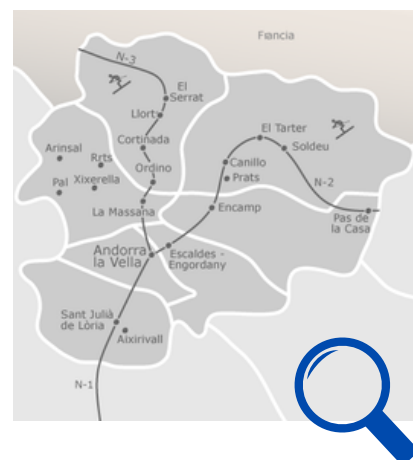 Francia
N-3
El
Serrat
Llort
Cortinada
Arinsal
Rrts
Ordino
Pal
Xixerella
La Massana
El Tarter
Soldeu
Canillo
Prats
N-2
Encamp
Pas de
la Casa
Andorra
la Vella
Escaldes -
Engordany
Sant Julià
de Lòria
Aixirivall
N-1